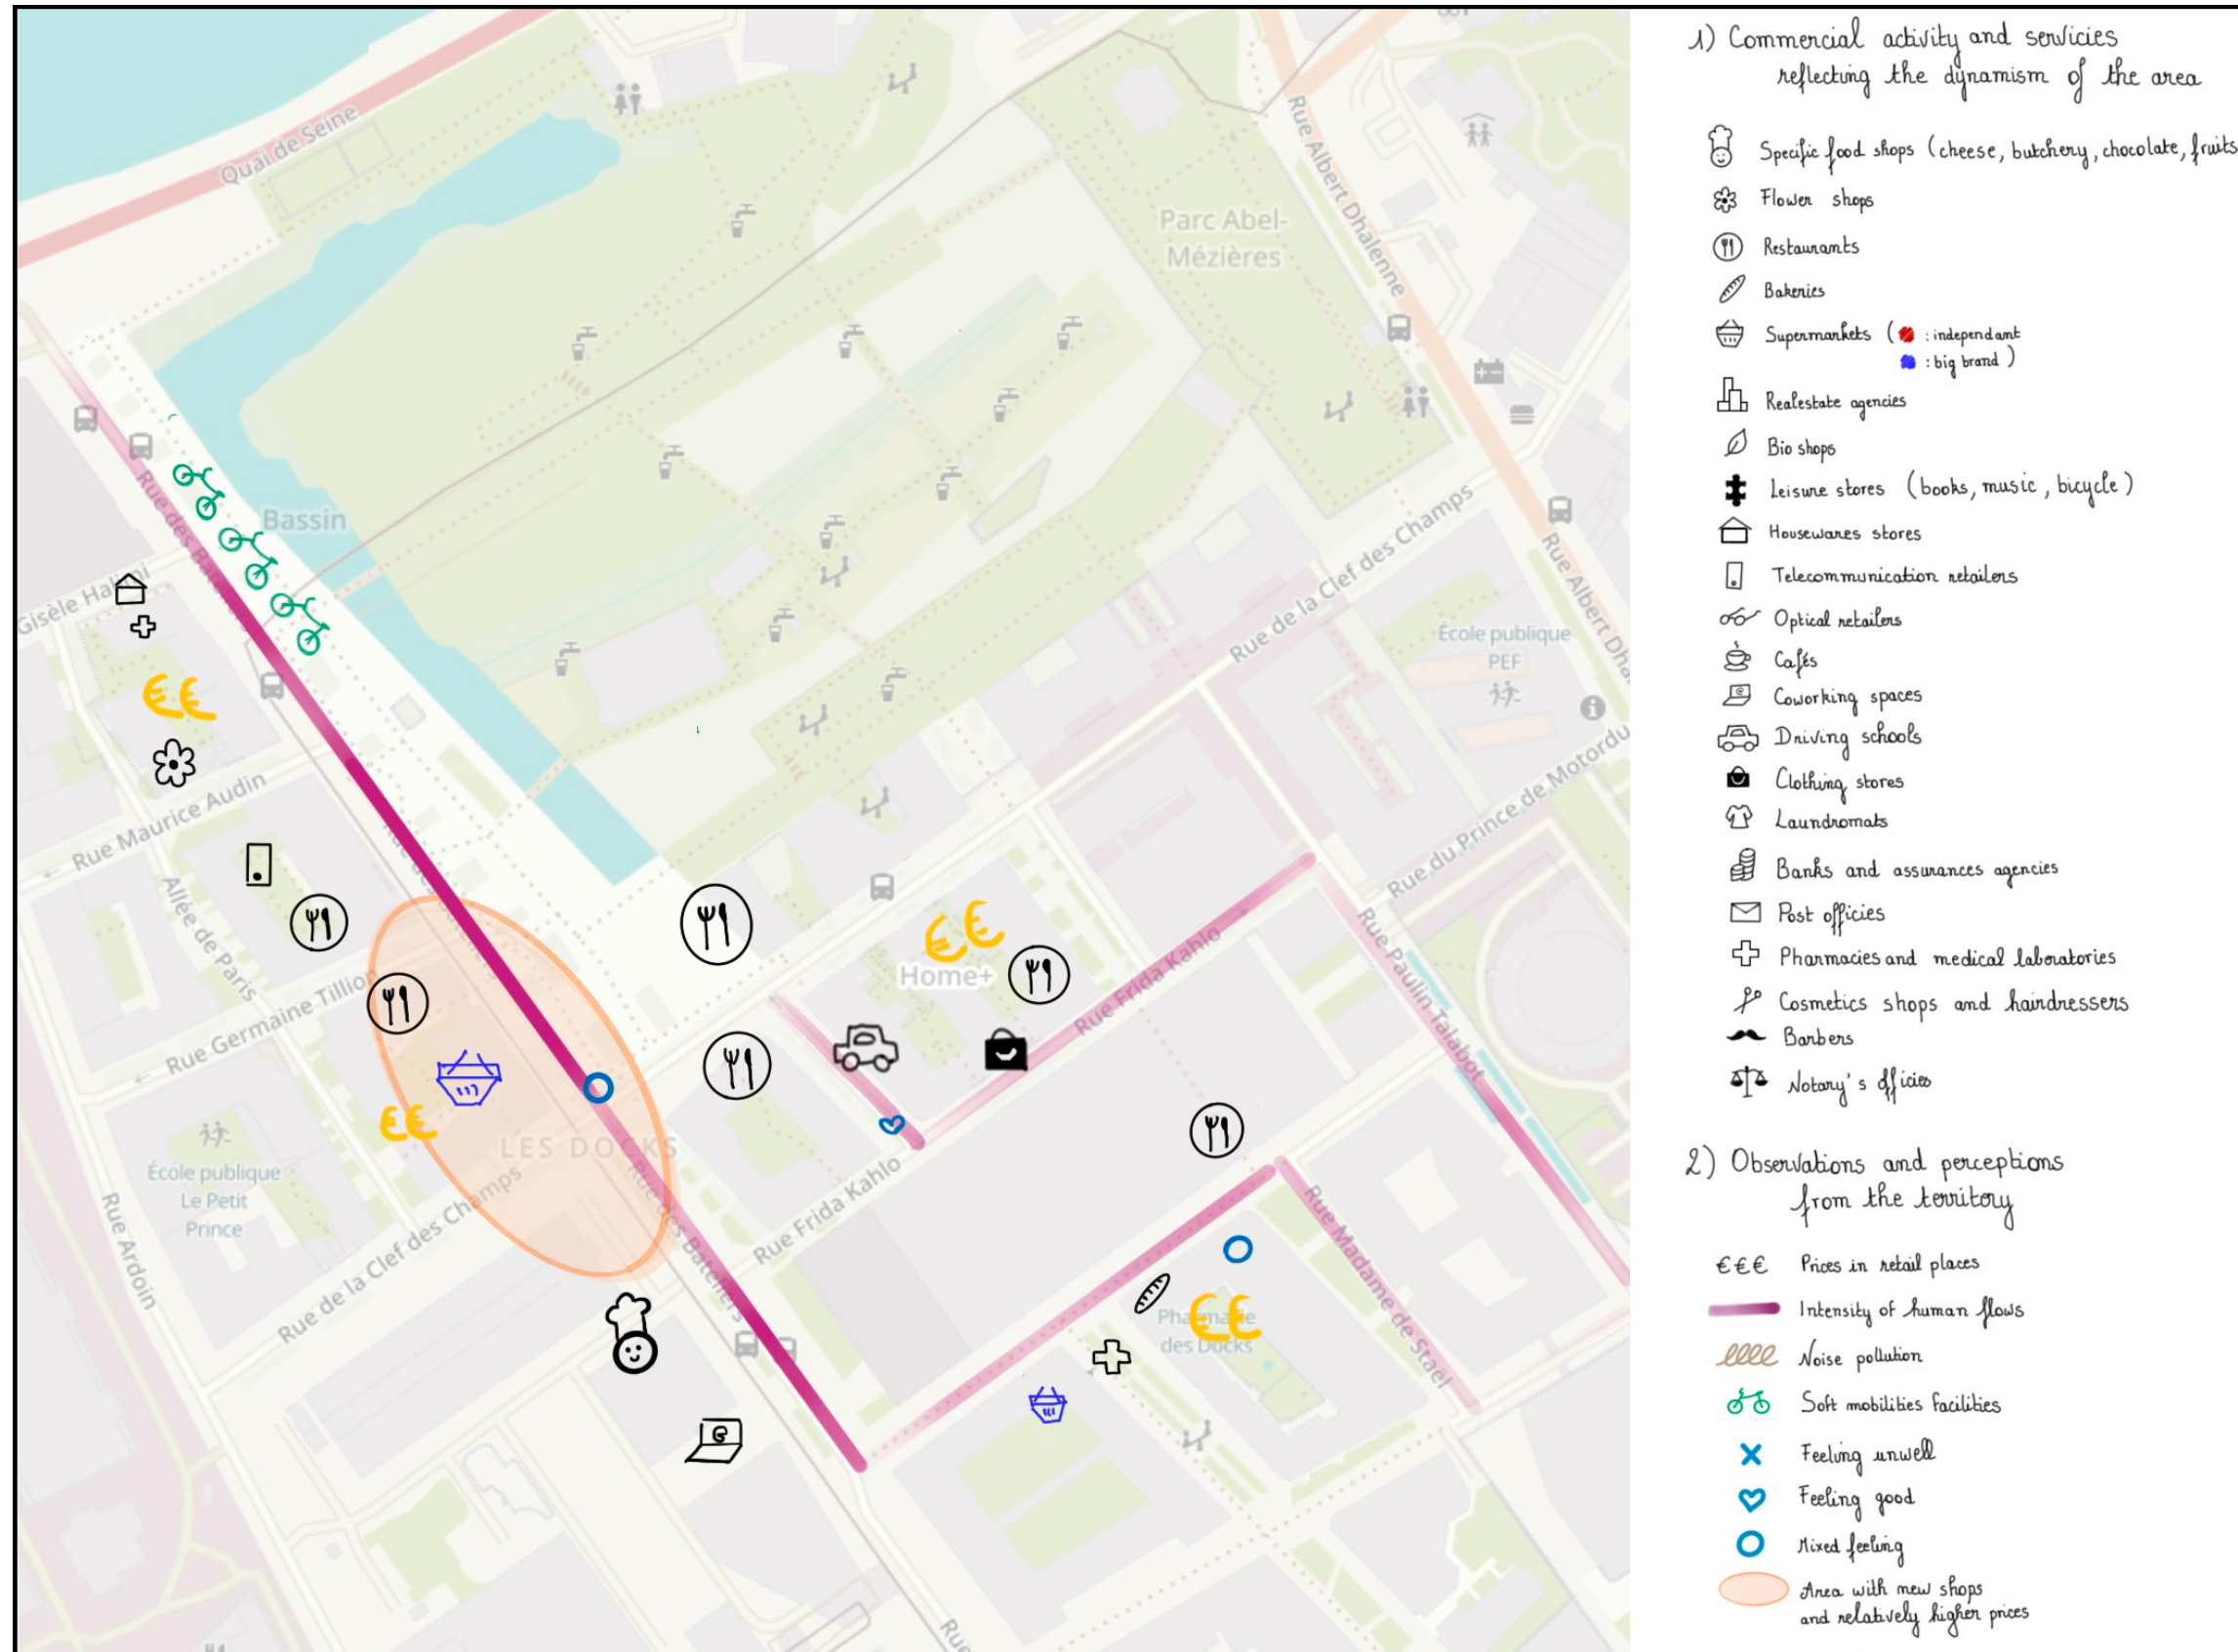 Quai de Seine
Rue Albert Dhalenne
Parc Abel-
Mézières
Bassin
Rue des Bateliers
Gisèle Halimi
Rue de la Clef des Champs
Rue Albert Dha
École publique
PEF
Rue du Prince de Motordu
Rue Maurice Audin
Allée de Paris
Rue Germaine Tillion
Home+
Rue Frida Kahlo
Rue Paulin Talabot
École publique
Le Petit
Prince
LES DOCKS
Rue Ardoin
Rue de la Clef des Champs
Rue des Bateliers
Rue Frida Kahlo
Rue Madame de Staël
Pharmacie
des Docks
Rue
€€
€€
€€
€€
1) Commercial activity and servicies
reflecting the dynamism of the area
Specific food shops (cheese, butchery, chocolate, fruits
Flower shops
Restaurants
Bakeries
Supermarkets ( : independant
: big brand )
Realestate agencies
Bio shops
Leisure stores (books, music, bicycle)
Housewares stores
Telecommunication retailers
Optical retailers
Cafés
Coworking spaces
Driving schools
Clothing stores
Laundromats
Banks and assurances agencies
Post officies
Pharmacies and medical laboratories
Cosmetics shops and hairdressers
Barbers
Notary's officies
2) Observations and perceptions
from the territory
€€€ Prices in retail places
Intensity of human flows
Noise pollution
Soft mobilities facilities
Feeling unwell
Feeling good
Mixed feeling
Area with new shops
and relatively higher prices